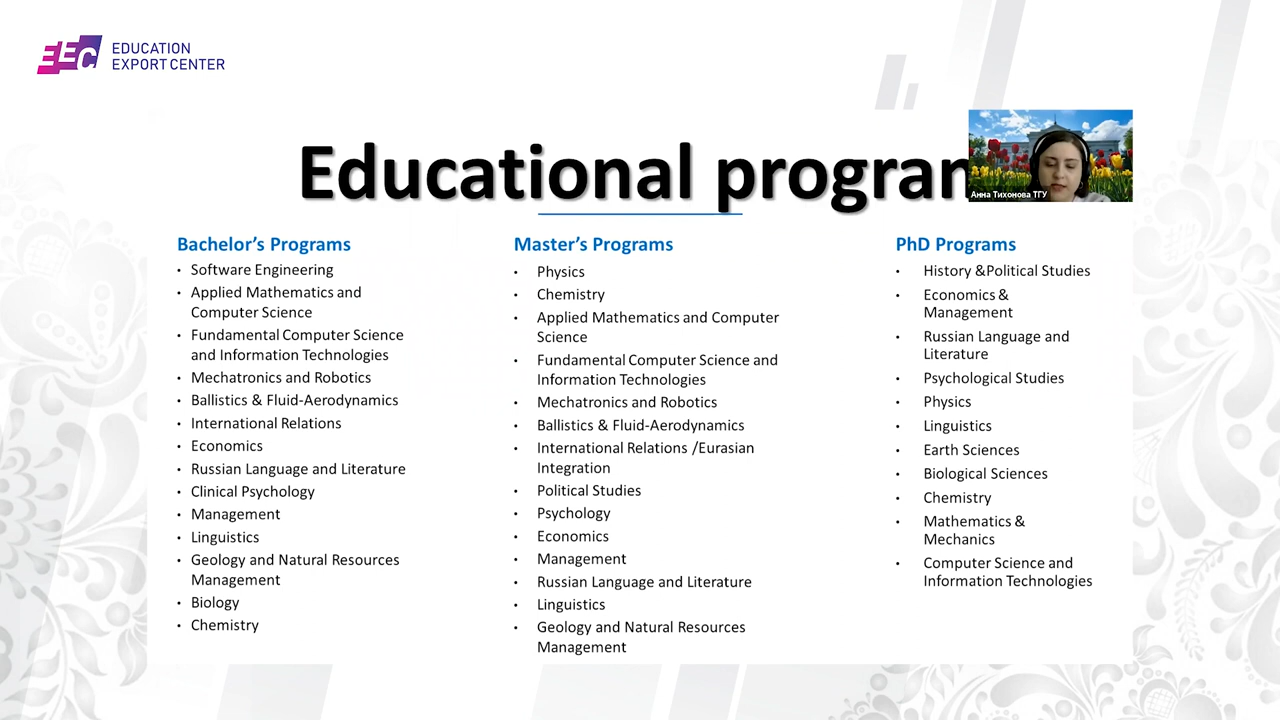 EEC
EDUCATION
EXPORT CENTER
Educational program
Анна Тихонова ТГУ
Bachelor’s Programs
• Software Engineering
• Applied Mathematics and
Computer Science
• Fundamental Computer Science
and Information Technologies
• Mechatronics and Robotics
• Ballistics & Fluid-Aerodynamics
• International Relations
• Economics
• Russian Language and Literature
• Clinical Psychology
• Management
• Linguistics
• Geology and Natural Resources
Management
• Biology
• Chemistry
Master’s Programs
• Physics
• Chemistry
• Applied Mathematics and Computer
Science
• Fundamental Computer Science and
Information Technologies
• Mechatronics and Robotics
• Ballistics & Fluid-Aerodynamics
• International Relations /Eurasian
Integration
• Political Studies
• Psychology
• Economics
• Management
• Russian Language and Literature
• Linguistics
• Geology and Natural Resources
Management
PhD Programs
• History &Political Studies
• Economics &
Management
• Russian Language and
Literature
• Psychological Studies
• Physics
• Linguistics
• Earth Sciences
• Biological Sciences
• Chemistry
• Mathematics &
Mechanics
• Computer Science and
Information Technologies